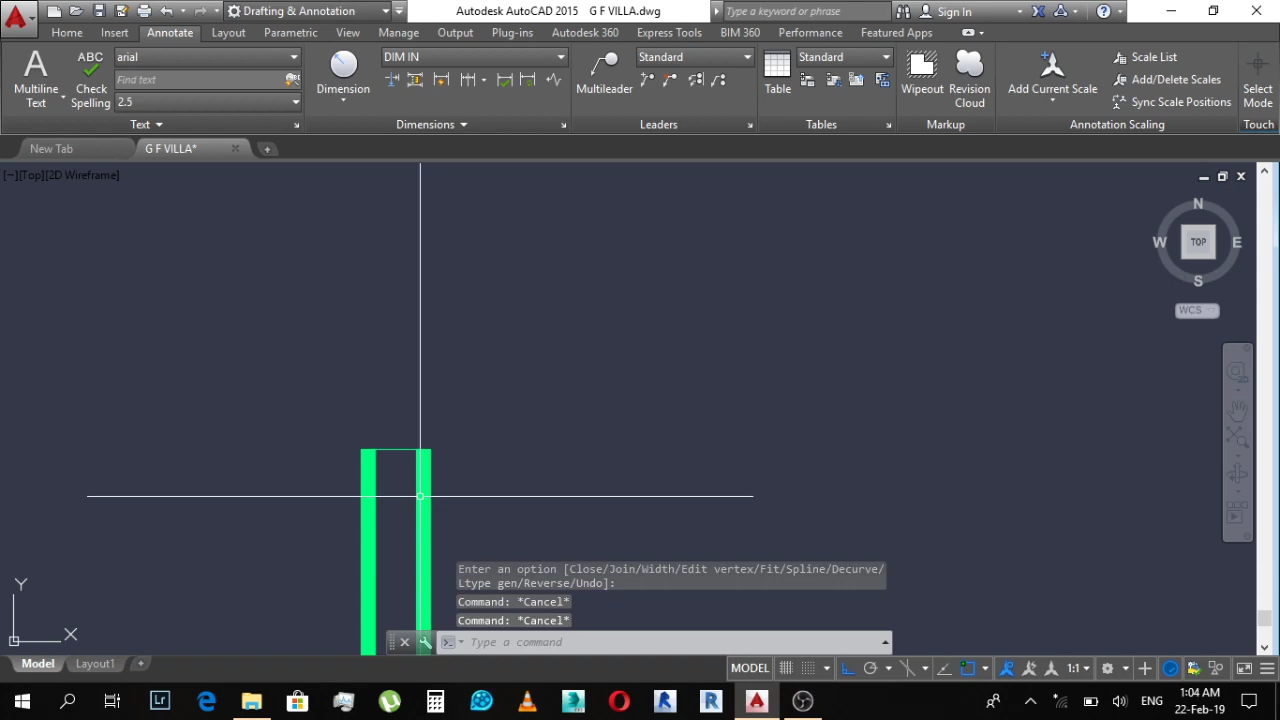 Drafting & Annotation
Autodesk AutoCAD 2015 G F VILLA.dwg
Type a keyword or phrase
Sign In
Home Insert Annotate Layout Parametric View Manage Output Plug-ins Autodesk 360 Express Tools BIM 360 Performance Featured Apps
A
Multiline
Text
ABC
Check
Spelling
arial
Find text
2.5
Text
Dimension
DIM IN
Dimensions
Multileader
Standard
Leaders
Table
Standard
Tables
Wipeout
Revision
Cloud
Markup
Add Current Scale
Scale List
Add/Delete Scales
Sync Scale Positions
Annotation Scaling
Select
Mode
Touch
New Tab
G F VILLA*
[−][Top][2D Wireframe]
N
W TOP E
S
WCS
Enter an option [Close/Join/Width/Edit vertex/Fit/Spline/Decurve/
Ltype gen/Reverse/Undo]:
Command: *Cancel*
Command: *Cancel*
Type a command
Y
X
Model Layout1
MODEL
1:1
Lr
ENG
1:04 AM
22-Feb-19